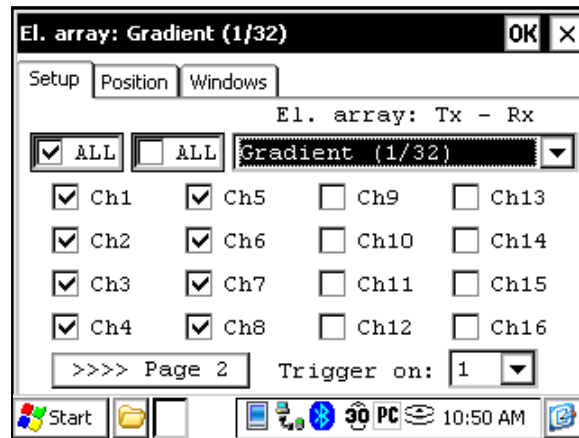 El. array: Gradient (1/32) OK ×
Setup Position Windows
El. array: Tx - Rx
ALL ALL Gradient (1/32)
Ch1 Ch5 Ch9 Ch13
Ch2 Ch6 Ch10 Ch14
Ch3 Ch7 Ch11 Ch15
Ch4 Ch8 Ch12 Ch16
>>>> Page 2 Trigger on: 1
Start 30 PC 10:50 AM